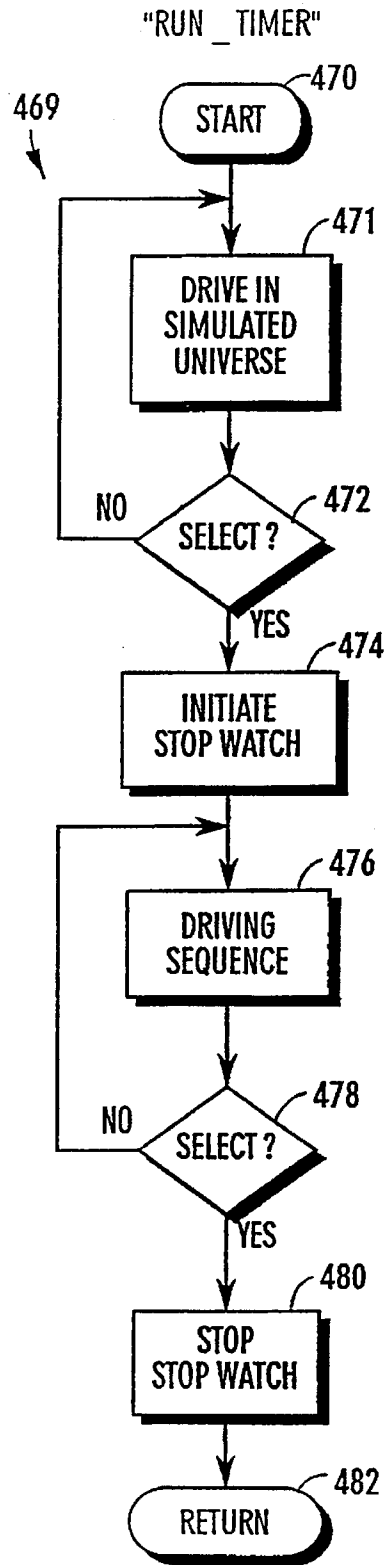 "RUN _ TIMER"
470
469
START
471
DRIVE IN
SIMULATED
UNIVERSE
472
NO
SELECT ?
YES
474
INITIATE
STOP WATCH
476
DRIVING
SEQUENCE
478
NO
SELECT ?
YES
480
STOP
STOP WATCH
482
RETURN